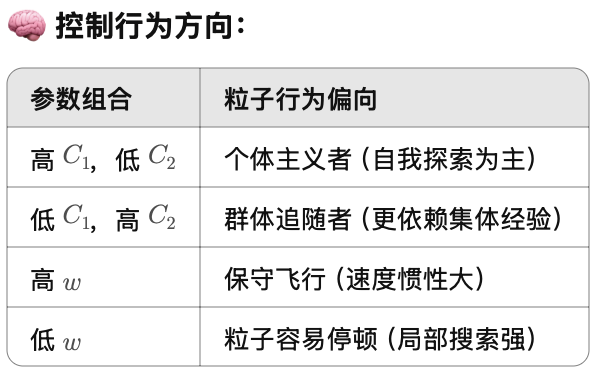 🧠 控制行为方向：
参数组合 粒子行为偏向
高 C₁，低 C₂ 个体主义者（自我探索为主）
低 C₁，高 C₂ 群体追随者（更依赖集体经验）
高 w 保守飞行（速度惯性大）
低 w 粒子容易停顿（局部搜索强）